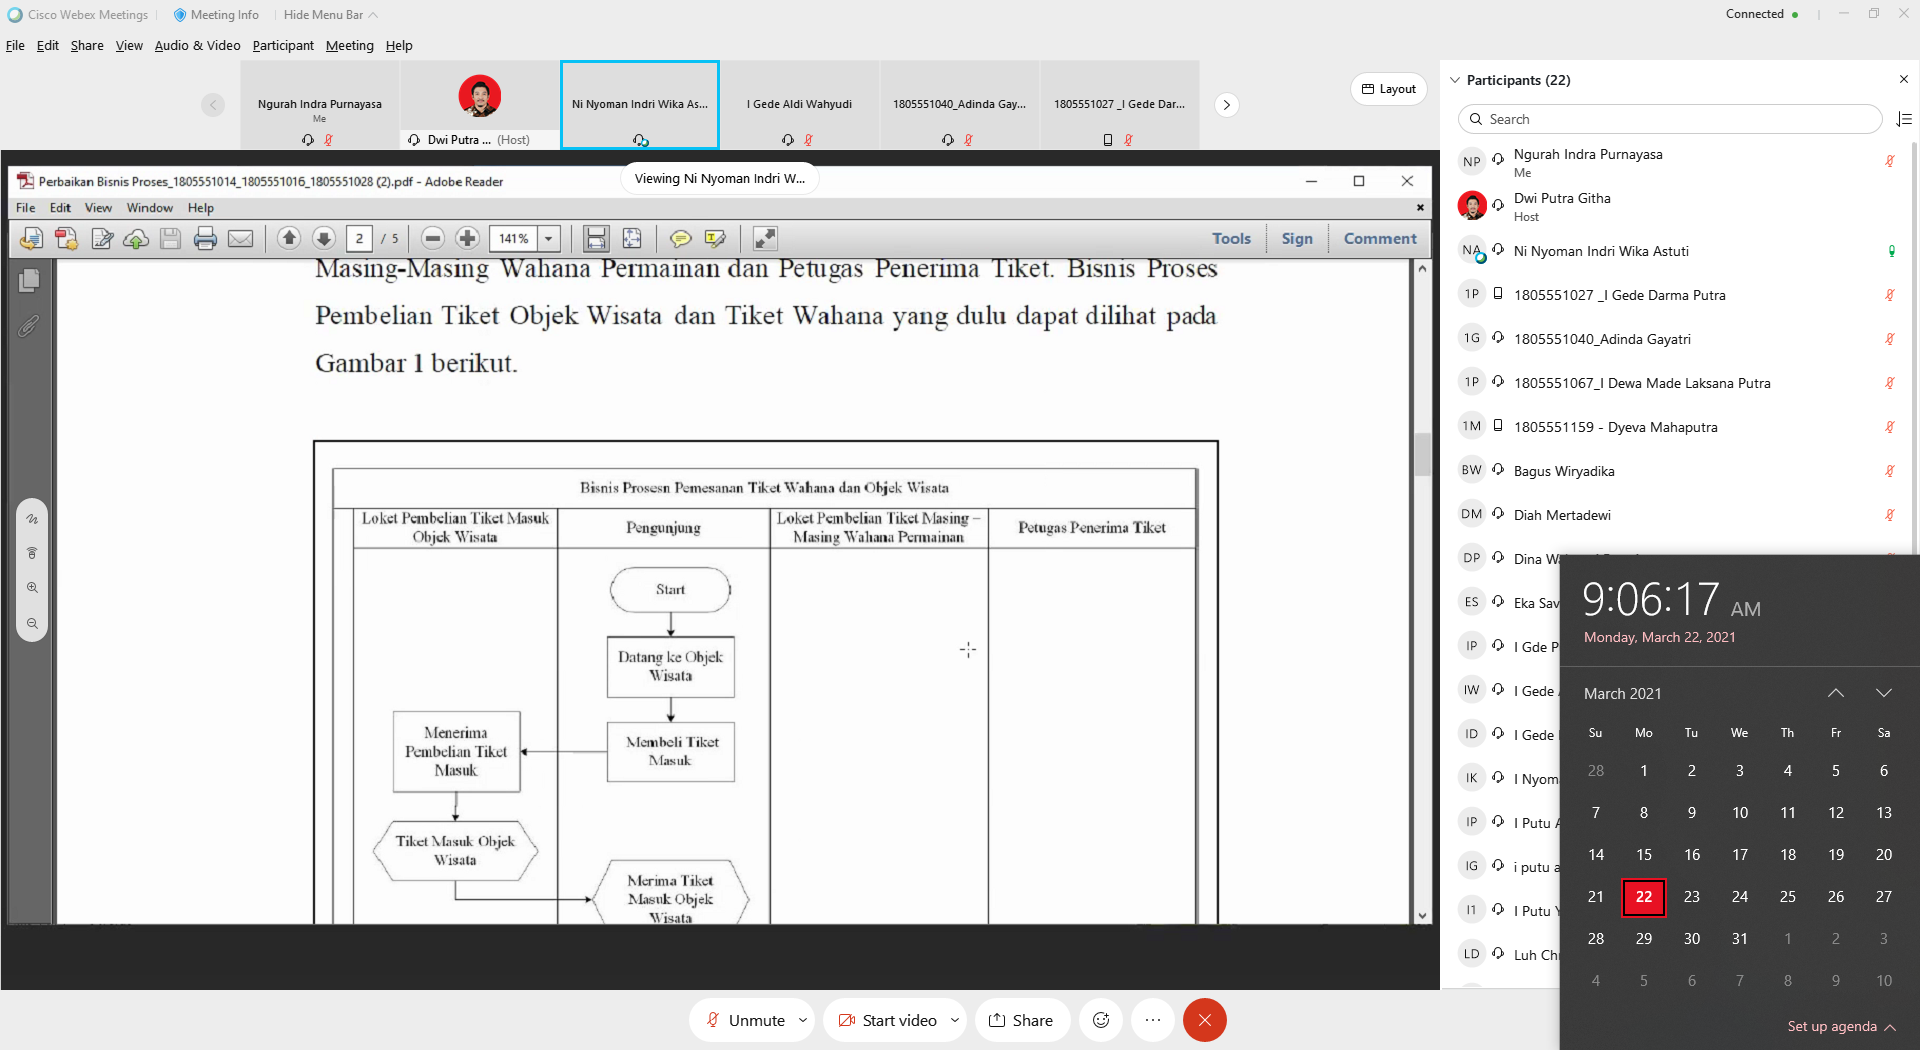 Cisco Webex Meetings
Meeting Info
Hide Menu Bar
Connected
File Edit Share View Audio & Video Participant Meeting Help
Ngurah Indra Purnayasa
Me
Dwi Putra ... (Host)
Ni Nyoman Indri Wika As...
I Gede Aldi Wahyudi
1805551040_Adinda Gay...
1805551027 _I Gede Dar...
Layout
Perbaikan Bisnis Proses_1805551014_1805551016_1805551028 (2).pdf - Adobe Reader
Viewing Ni Nyoman Indri W...
File Edit View Window Help
2 / 5
141%
Tools
Sign
Comment
Masing-Masing Wahana Permainan dan Petugas Penerima Tiket. Bisnis Proses
Pembelian Tiket Objek Wisata dan Tiket Wahana yang dulu dapat dilihat pada
Gambar 1 berikut.
Bisnis Prosesn Pemesanan Tiket Wahana dan Objek Wisata
Loket Pembelian Tiket Masuk
Objek Wisata
Pengunjung
Loket Pembelian Tiket Masing –
Masing Wahana Permainan
Petugas Penerima Tiket
Start
Datang ke Objek
Wisata
Membeli Tiket
Masuk
Menerima
Pembelian Tiket
Masuk
Tiket Masuk Objek
Wisata
Merima Tiket
Masuk Objek
Wisata
Unmute
Start video
Share
Participants (22)
Search
NP Ngurah Indra Purnayasa
Me
Dwi Putra Githa
Host
NA Ni Nyoman Indri Wika Astuti
1P 1805551027 _I Gede Darma Putra
1G 1805551040_Adinda Gayatri
1P 1805551067_I Dewa Made Laksana Putra
1M 1805551159 - Dyeva Mahaputra
BW Bagus Wiryadika
DM Diah Mertadewi
DP Dina W
ES Eka Sav
IP I Gde P
IW I Gede
ID I Gede
IK I Nyom
IP I Putu A
IG i putu a
I1 I Putu Y
LD Luh Ch
9:06:17 AM
Monday, March 22, 2021
March 2021
Su Mo Tu We Th Fr Sa
28 1 2 3 4 5 6
7 8 9 10 11 12 13
14 15 16 17 18 19 20
21 22 23 24 25 26 27
28 29 30 31 1 2 3
4 5 6 7 8 9 10
Set up agenda